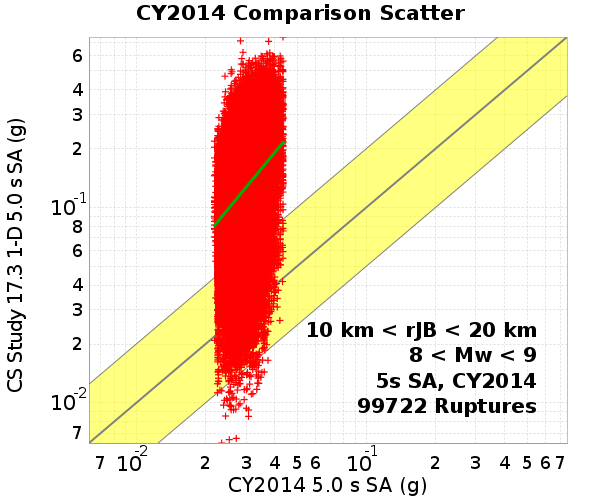 CY2014 Comparison Scatter
CS Study 17.3 1-D 5.0 s SA (g)
6
4
3
2
10-1
8
6
4
3
2
10-2
7
10 km < rJB < 20 km
8 < Mw < 9
5s SA, CY2014
99722 Ruptures
7 10-2 2 3 4 5 6 10-1 2 3 4 5 6 7
CY2014 5.0 s SA (g)